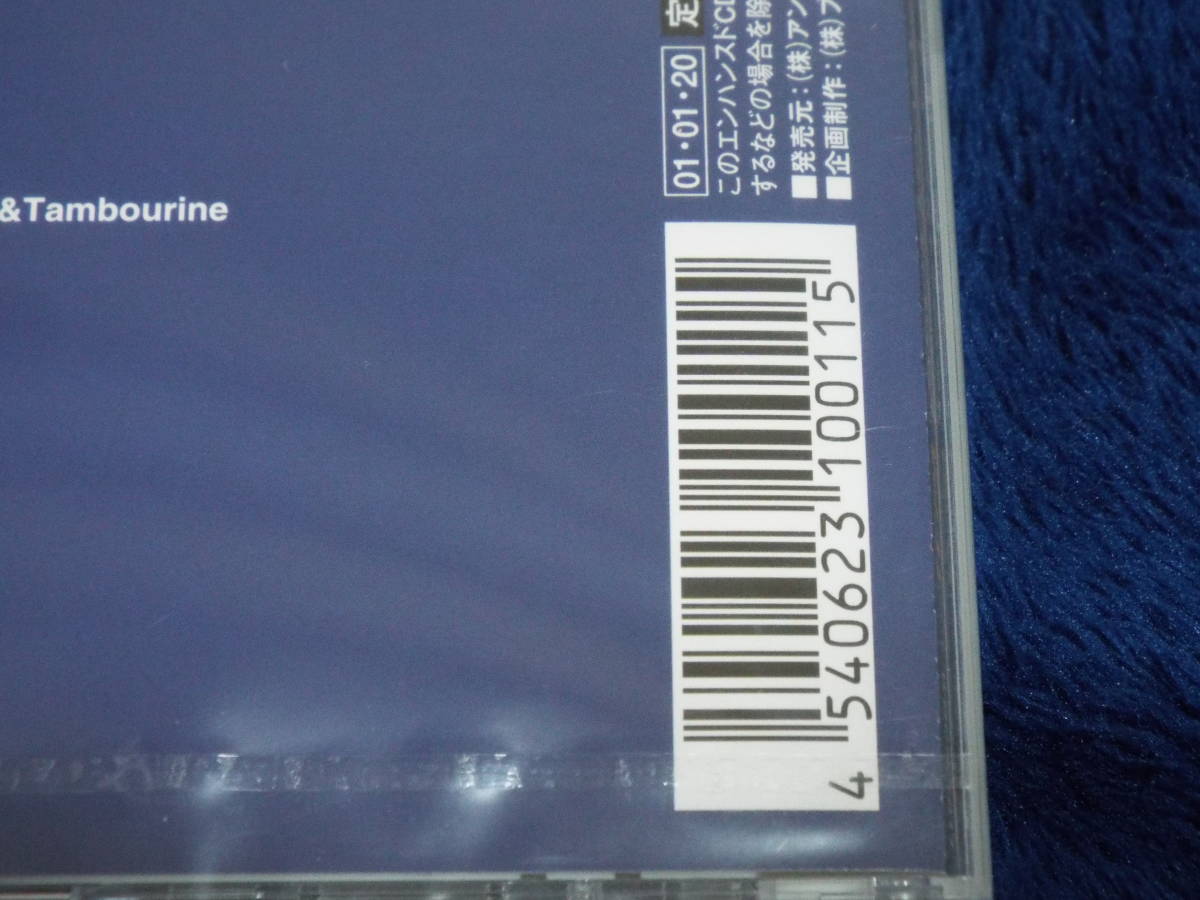 &Tambourine
01・01・20 定
このエンハンスドCD
するなどの場合を除
■発売元：(株)アン
■企画制作：(株)
4 540623 100115